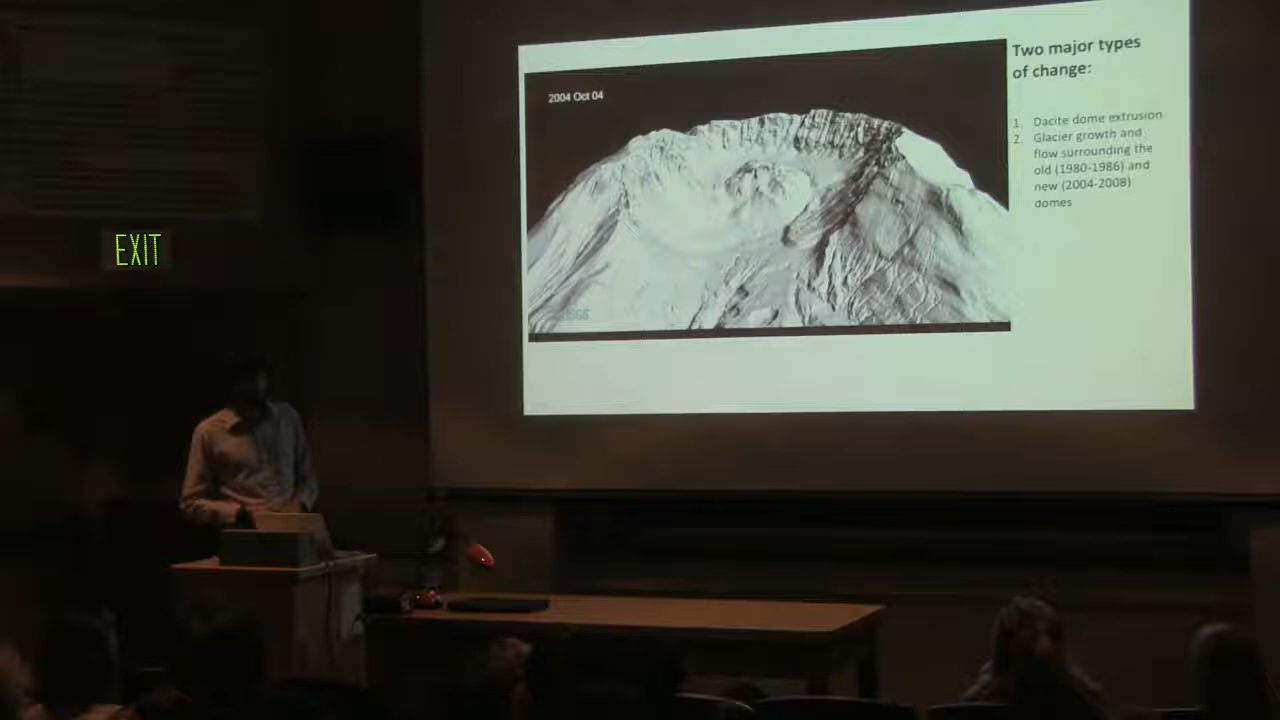 Two major types
of change:
2004 Oct 04
1. Dacite dome extrusion
2. Glacier growth and
flow surrounding the
old (1980-1986) and
new (2004-2008)
domes
EXIT